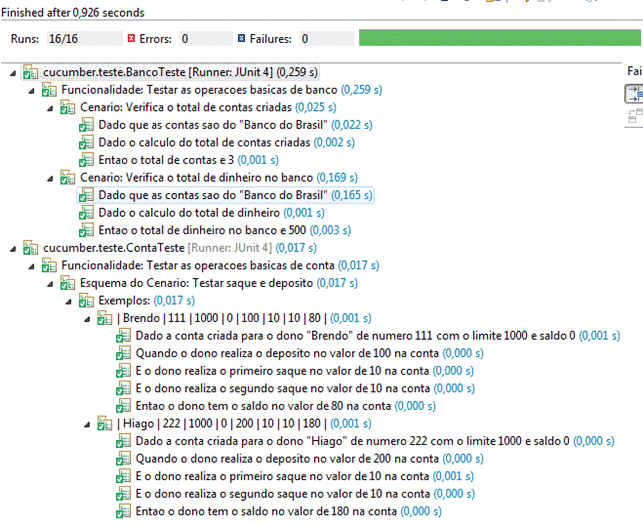 Finished after 0,926 seconds
Runs: 16/16 Errors: 0 Failures: 0
cucumber.teste.BancoTeste [Runner: JUnit 4] (0,259 s)
Fai
Funcionalidade: Testar as operacoes basicas de banco (0,259 s)
Cenario: Verifica o total de contas criadas (0,025 s)
Dado que as contas sao do "Banco do Brasil" (0,022 s)
Dado o calculo do total de contas criadas (0,002 s)
Entao o total de contas e 3 (0,001 s)
Cenario: Verifica o total de dinheiro no banco (0,169 s)
Dado que as contas sao do "Banco do Brasil" (0,165 s)
Dado o calculo do total de dinheiro (0,001 s)
Entao o total de dinheiro no banco e 500 (0,003 s)
cucumber.teste.ContaTeste [Runner: JUnit 4] (0,017 s)
Funcionalidade: Testar as operacoes basicas de conta (0,017 s)
Esquema do Cenario: Testar saque e deposito (0,017 s)
Exemplos: (0,017 s)
| Brendo | 111 | 1000 | 0 | 100 | 10 | 10 | 80 | (0,001 s)
Dado a conta criada para o dono "Brendo" de numero 111 com o limite 1000 e saldo 0 (0,001 s)
Quando o dono realiza o deposito no valor de 100 na conta (0,000 s)
E o dono realiza o primeiro saque no valor de 10 na conta (0,000 s)
E o dono realiza o segundo saque no valor de 10 na conta (0,000 s)
Entao o dono tem o saldo no valor de 80 na conta (0,000 s)
| Hiago | 222 | 1000 | 0 | 200 | 10 | 10 | 180 | (0,001 s)
Dado a conta criada para o dono "Hiago" de numero 222 com o limite 1000 e saldo 0 (0,000 s)
Quando o dono realiza o deposito no valor de 200 na conta (0,000 s)
E o dono realiza o primeiro saque no valor de 10 na conta (0,001 s)
E o dono realiza o segundo saque no valor de 10 na conta (0,000 s)
Entao o dono tem o saldo no valor de 180 na conta (0,000 s)